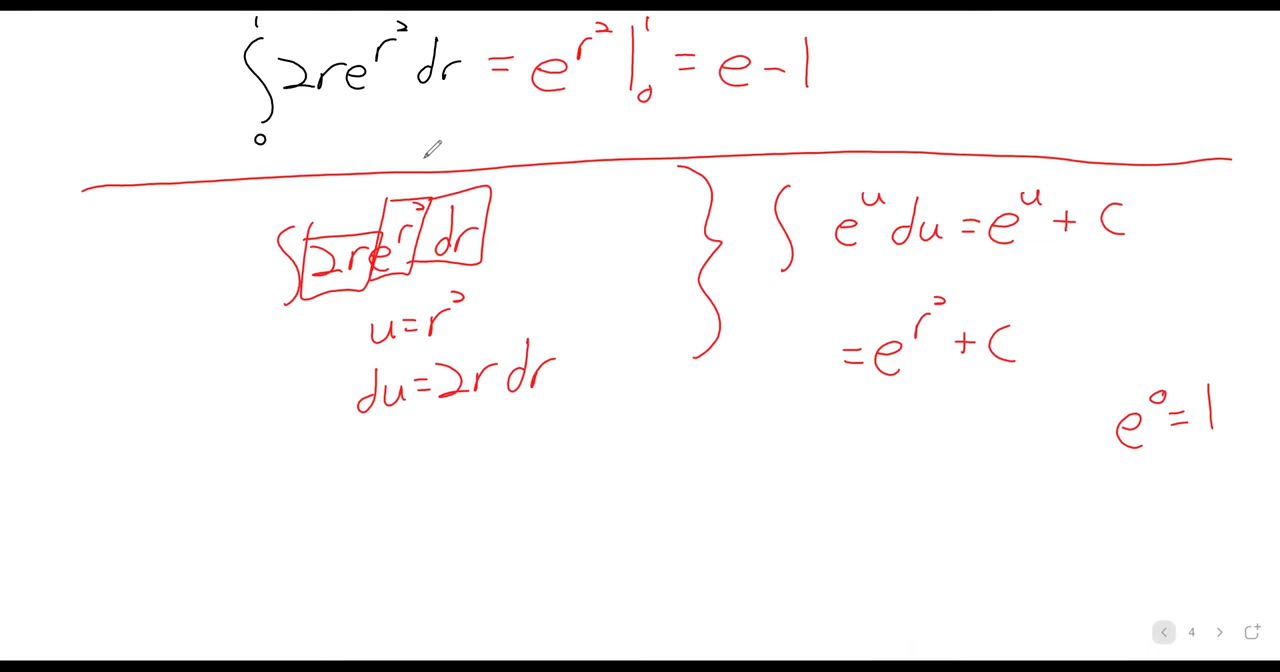 ∫₀¹ 2re^{r²} dr = e^{r²} |₀¹ = e - 1
∫ 2re^{r²} dr
u = r²
du = 2r dr
∫ e^u du = e^u + C
= e^{r²} + C
e⁰ = 1
4